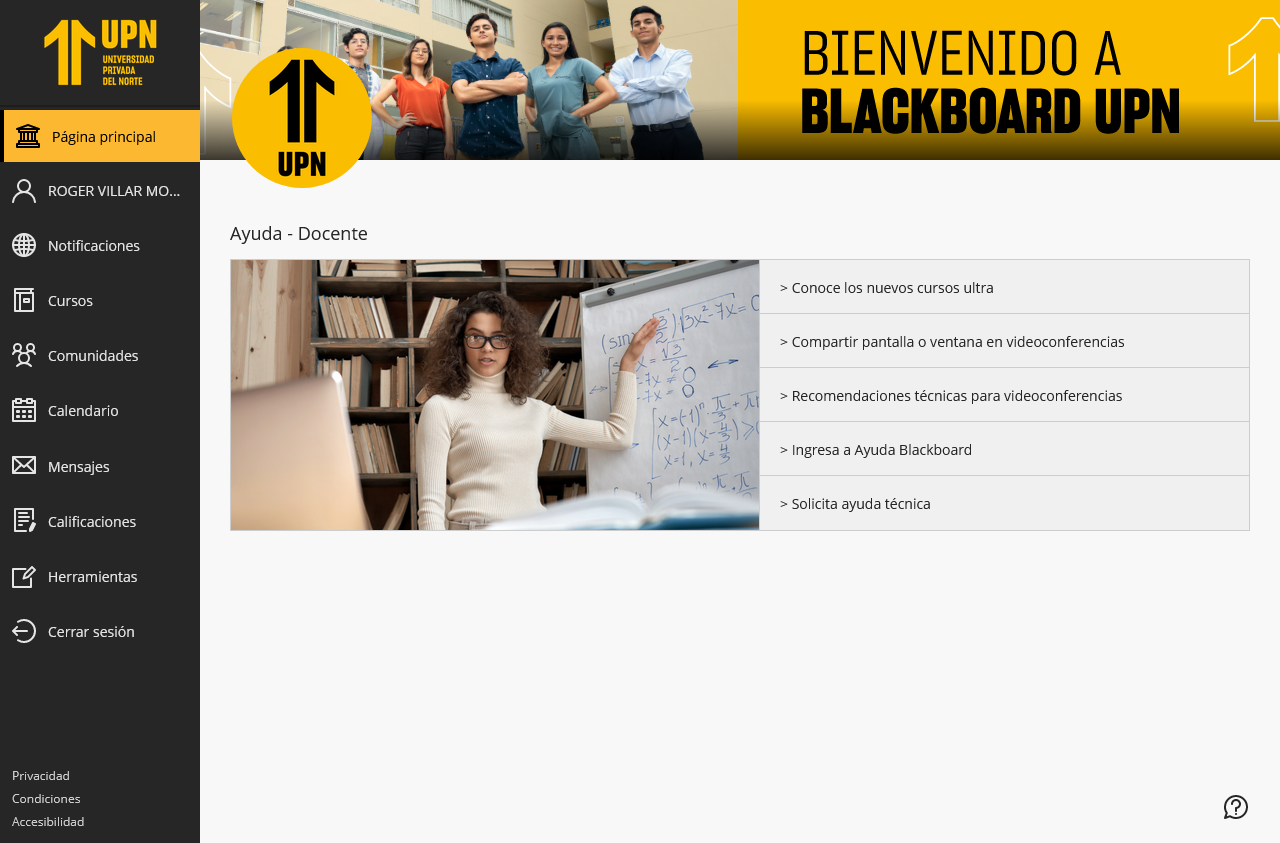 UPN
UNIVERSIDAD
PRIVADA
DEL NORTE
Página principal
ROGER VILLAR MO...
Notificaciones
Cursos
Comunidades
Calendario
Mensajes
Calificaciones
Herramientas
Cerrar sesión
Privacidad
Condiciones
Accesibilidad
UPN
BIENVENIDO A
BLACKBOARD UPN
Ayuda - Docente
> Conoce los nuevos cursos ultra
> Compartir pantalla o ventana en videoconferencias
> Recomendaciones técnicas para videoconferencias
> Ingresa a Ayuda Blackboard
> Solicita ayuda técnica